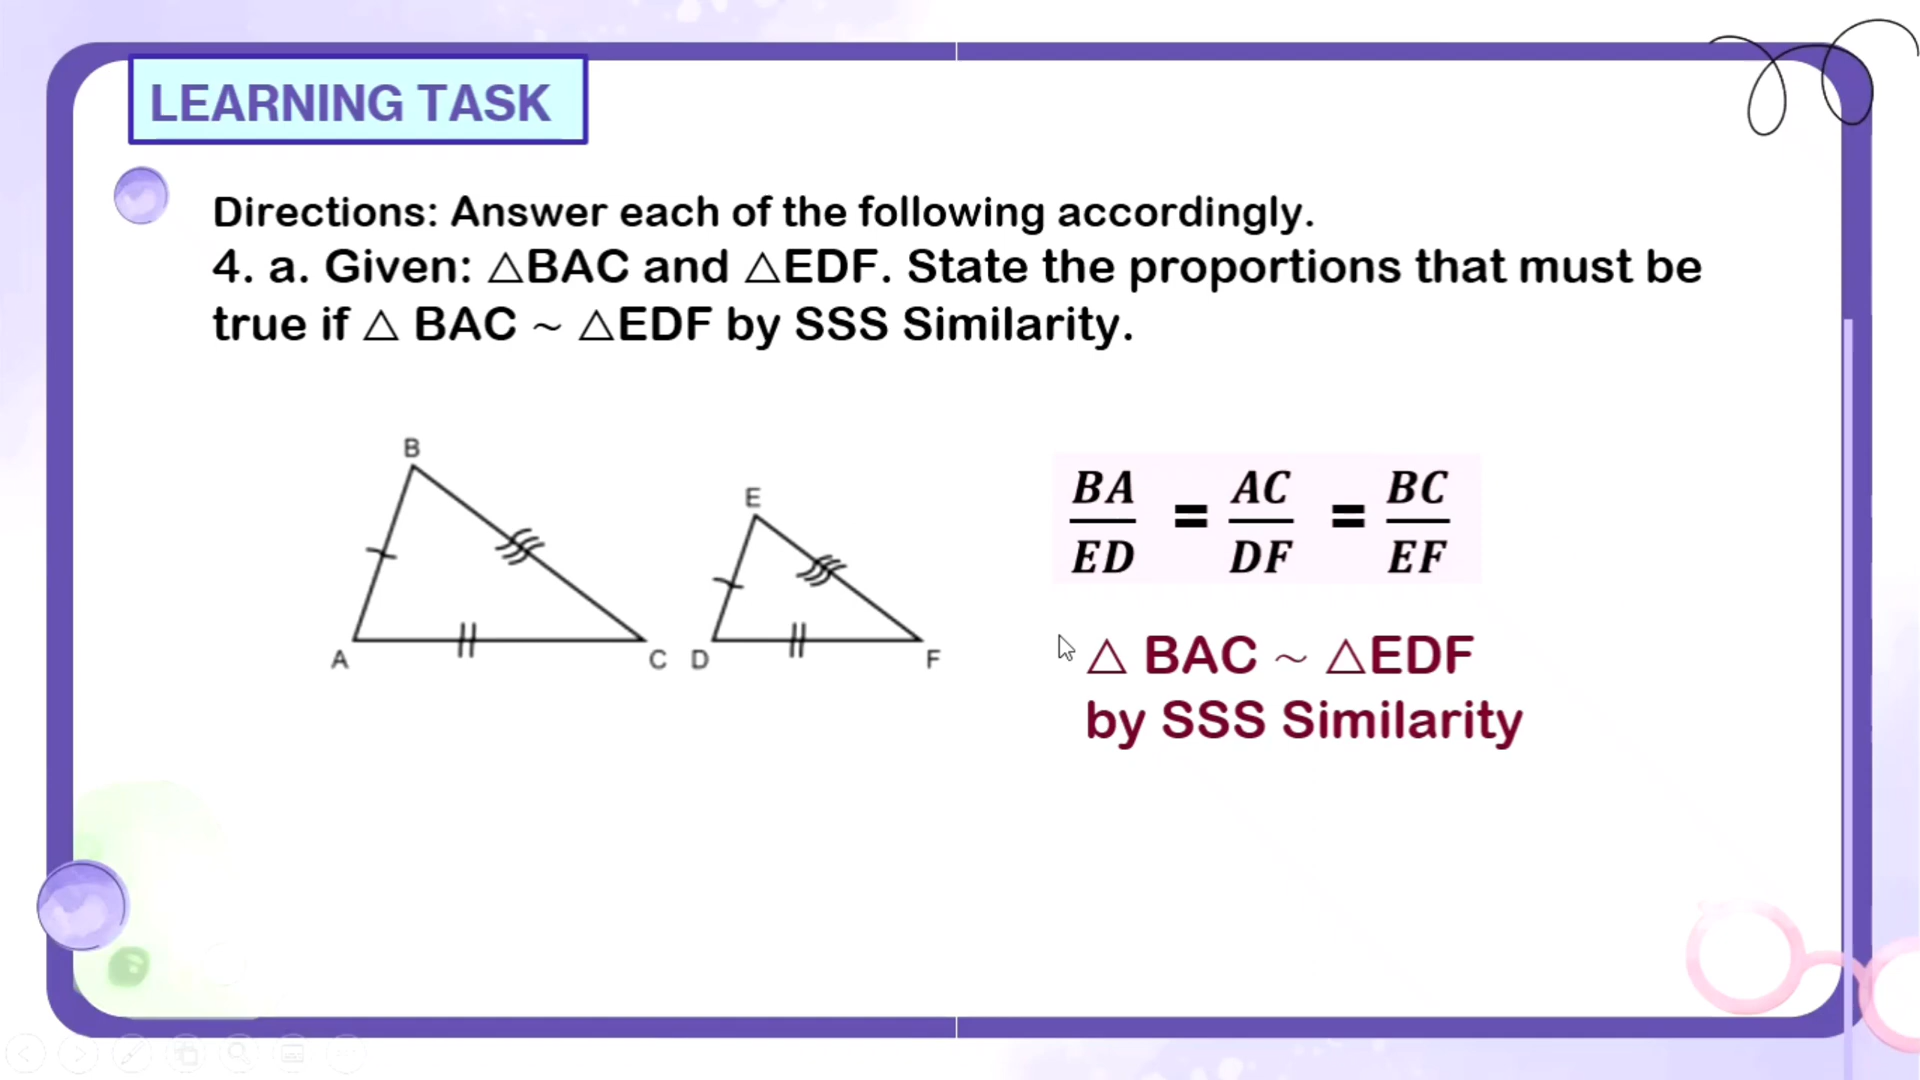 LEARNING TASK
Directions: Answer each of the following accordingly.
4. a. Given: △BAC and △EDF. State the proportions that must be
true if △ BAC ~ △EDF by SSS Similarity.
B
A
C
E
D
F
BA/ED = AC/DF = BC/EF
△ BAC ~ △EDF
by SSS Similarity